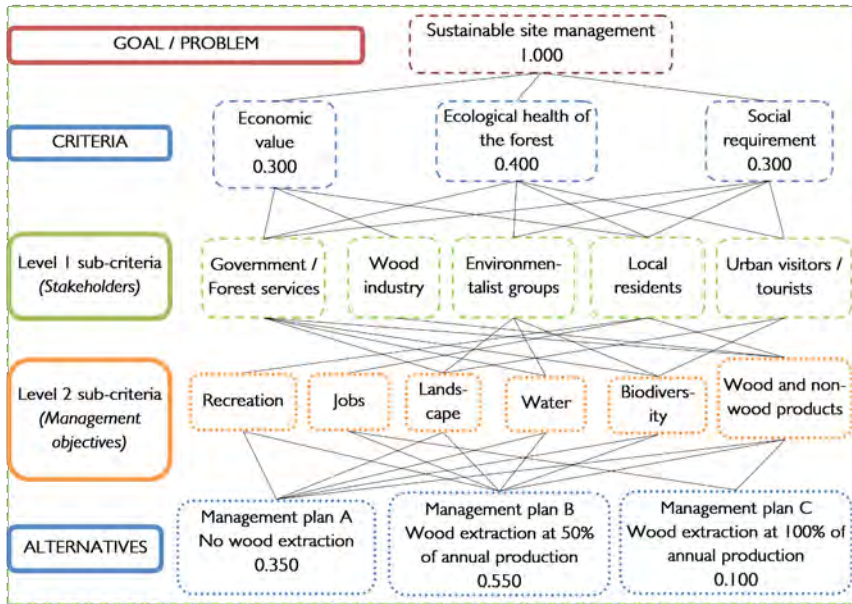 GOAL / PROBLEM
Sustainable site management
1.000
CRITERIA
Economic
value
0.300
Ecological health of
the forest
0.400
Social
requirement
0.300
Level 1 sub-criteria
(Stakeholders)
Government /
Forest services
Wood
industry
Environmen-
talist groups
Local
residents
Urban visitors /
tourists
Level 2 sub-criteria
(Management
objectives)
Recreation
Jobs
Lands-
cape
Water
Biodivers-
ity
Wood and non-
wood products
ALTERNATIVES
Management plan A
No wood extraction
0.350
Management plan B
Wood extraction at 50%
of annual production
0.550
Management plan C
Wood extraction at 100% of
annual production
0.100